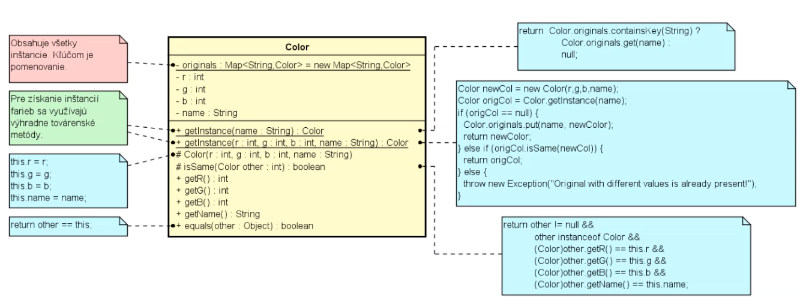 Obsahuje všetky
inštancie. Kľúčom je
pomenovanie.
Pre získanie inštancií
farieb sa využívajú
výhradne továrenské
metódy.
this.r = r;
this.g = g;
this.b = b;
this.name = name;
return other == this;
Color
- originals : Map<String,Color> = new Map<String,Color>
- r : int
- g : int
- b : int
- name : String
+ getInstance(name : String) : Color
+ getInstance(r : int, g : int, b : int, name : String) : Color
# Color(r : int, g : int, b : int, name : String)
# isSame(Color other : int) : boolean
+ getR() : int
+ getG() : int
+ getB() : int
+ getName() : String
+ equals(other : Object) : boolean
return Color.originals.containsKey(String) ?
Color.originals.get(name) :
null;
Color newCol = new Color(r,g,b,name);
Color origCol = Color.getInstance(name);
if (origCol == null) {
Color.originals.put(name, newColor);
return newColor;
} else if (origCol.isSame(newCol)) {
return origCol;
} else {
throw new Exception("Original with different values is already present!");
}
return other != null &&
other instanceof Color &&
(Color)other.getR() == this.r &&
(Color)other.getG() == this.g &&
(Color)other.getB() == this.b &&
(Color)other.getName() == this.name;